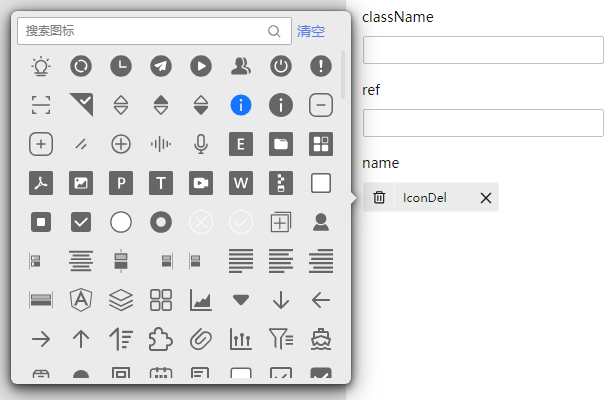 搜索图标
清空
className
ref
name
IconDel
E
P
T
W